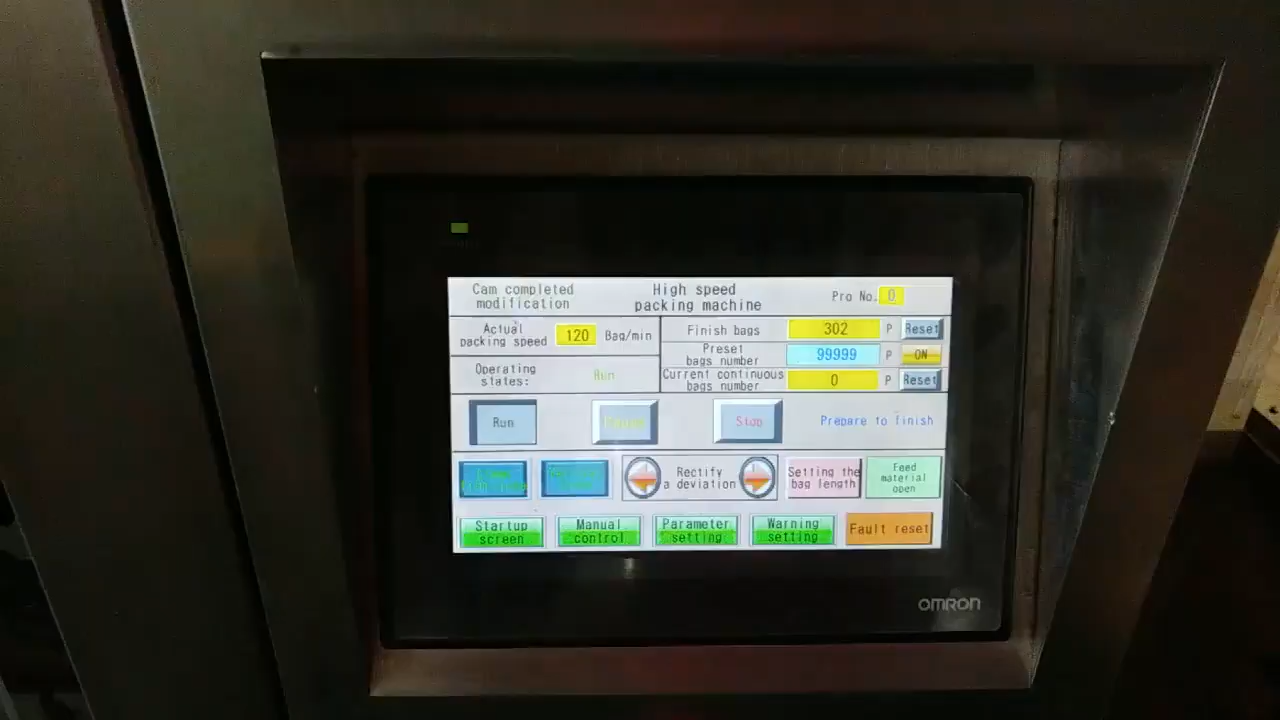 Cam completed
modification
High speed
packing machine
Pro No. 0
Actual
packing speed
120
Bag/min
Finish bags
302
P
Reset
Preset
bags number
99999
P
ON
Operating
states:
Run
Current continuous
bags number
0
P
Reset
Run
Stop
Prepare to finish
Rectify
a deviation
Setting the
bag length
Feed
material
open
Startup
screen
Manual
control
Parameter
setting
Warning
setting
Fault reset
OMRON